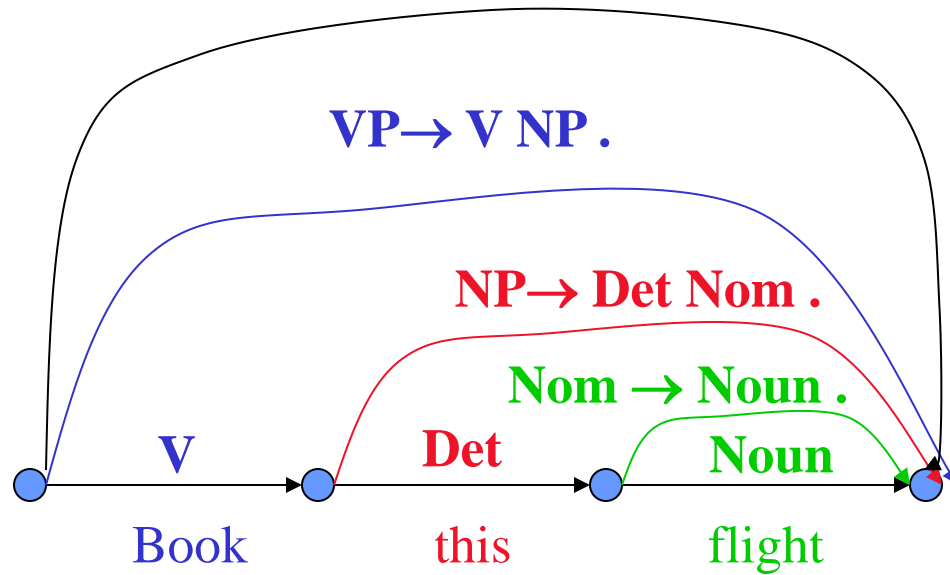 VP→ V NP .
NP→ Det Nom .
Nom → Noun .
V Det Noun
Book this flight